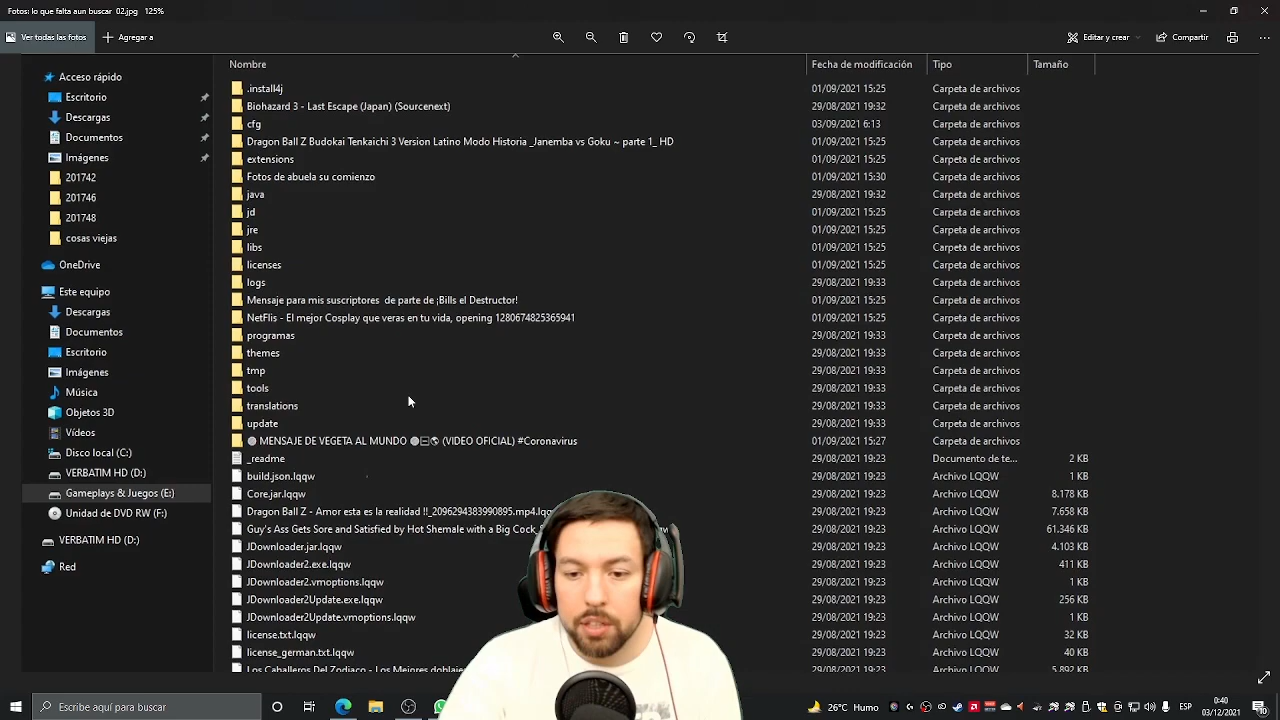 Fotos: lo que falta aun buscar 02.jpg 1256
Ver todas las fotos
Agregar a
Editar y crear
Compartir
Nombre Fecha de modificación Tipo Tamaño
Acceso rápido
Escritorio
Descargas
Documentos
Imágenes
201742
201746
201748
cosas viejas
OneDrive
Este equipo
Descargas
Documentos
Escritorio
Imágenes
Música
Objetos 3D
Vídeos
Disco local (C:)
VERBATIM HD (D:)
Gameplays & Juegos (E:)
Unidad de DVD RW (F:)
VERBATIM HD (D:)
Red
.install4j 01/09/2021 15:25 Carpeta de archivos
Biohazard 3 - Last Escape (Japan) (Sourcenext) 29/08/2021 19:32 Carpeta de archivos
cfg 03/09/2021 6:13 Carpeta de archivos
Dragon Ball Z Budokai Tenkaichi 3 Version Latino Modo Historia _Janemba vs Goku ~ parte 1_ HD 01/09/2021 15:25 Carpeta de archivos
extensions 01/09/2021 15:25 Carpeta de archivos
Fotos de abuela su comienzo 01/09/2021 15:30 Carpeta de archivos
java 29/08/2021 19:32 Carpeta de archivos
jd 01/09/2021 15:25 Carpeta de archivos
jre 01/09/2021 15:25 Carpeta de archivos
libs 01/09/2021 15:25 Carpeta de archivos
licenses 01/09/2021 15:25 Carpeta de archivos
logs 29/08/2021 19:33 Carpeta de archivos
Mensaje para mis suscriptores de parte de ¡Bills el Destructor! 01/09/2021 15:25 Carpeta de archivos
NetFlis - El mejor Cosplay que veras en tu vida, opening 1280674825365941 01/09/2021 15:25 Carpeta de archivos
programas 29/08/2021 19:33 Carpeta de archivos
themes 29/08/2021 19:33 Carpeta de archivos
tmp 29/08/2021 19:33 Carpeta de archivos
tools 29/08/2021 19:33 Carpeta de archivos
translations 29/08/2021 19:33 Carpeta de archivos
update 29/08/2021 19:33 Carpeta de archivos
MENSAJE DE VEGETA AL MUNDO (VIDEO OFICIAL) #Coronavirus 01/09/2021 15:27 Carpeta de archivos
_readme 29/08/2021 19:23 Documento de te... 2 KB
build.json.lqqw 29/08/2021 19:23 Archivo LQQW 1 KB
Core.jar.lqqw 29/08/2021 19:23 Archivo LQQW 8.178 KB
Dragon Ball Z - Amor esta es la realidad !!_2096294383990895.mp4.lqq 29/08/2021 19:23 Archivo LQQW 7.658 KB
Guy's Ass Gets Sore and Satisfied by Hot Shemale with a Big Cock 29/08/2021 19:23 Archivo LQQW 61.346 KB
JDownloader.jar.lqqw 29/08/2021 19:23 Archivo LQQW 4.103 KB
JDownloader2.exe.lqqw 29/08/2021 19:23 Archivo LQQW 411 KB
JDownloader2.vmoptions.lqqw 29/08/2021 19:23 Archivo LQQW 1 KB
JDownloader2Update.exe.lqqw 29/08/2021 19:23 Archivo LQQW 256 KB
JDownloader2Update.vmoptions.lqqw 29/08/2021 19:23 Archivo LQQW 1 KB
license.txt.lqqw 29/08/2021 19:23 Archivo LQQW 32 KB
license_german.txt.lqqw 29/08/2021 19:23 Archivo LQQW 40 KB
Los Caballeros Del Zodiaco - Los Mejores doblajes 29/08/2021 19:23 Archivo LQQW 5.892 KB
Escribe aquí para buscar
26°C Humo
ESP
0:40
03/12/2021